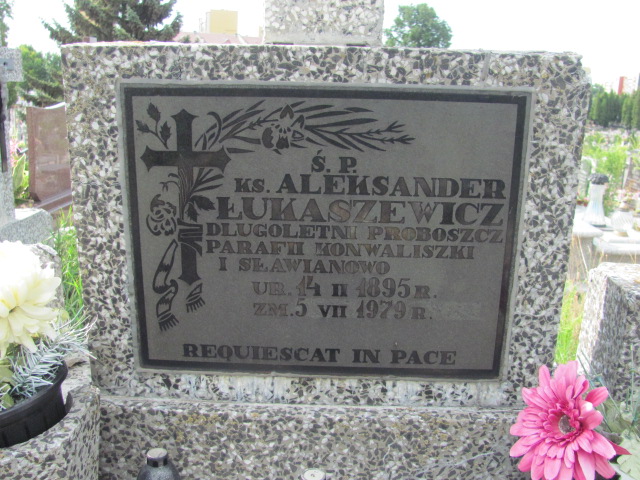 Ś. P.
KS. ALEKSANDER
ŁUKASZEWICZ
DŁUGOLETNI PROBOSZCZ
PARAFII KONWALISZKI
I SŁAWIANOWO
UR. 14 II 1895 R.
ZM. 5 VII 1979 R.
REQUIESCAT IN PACE